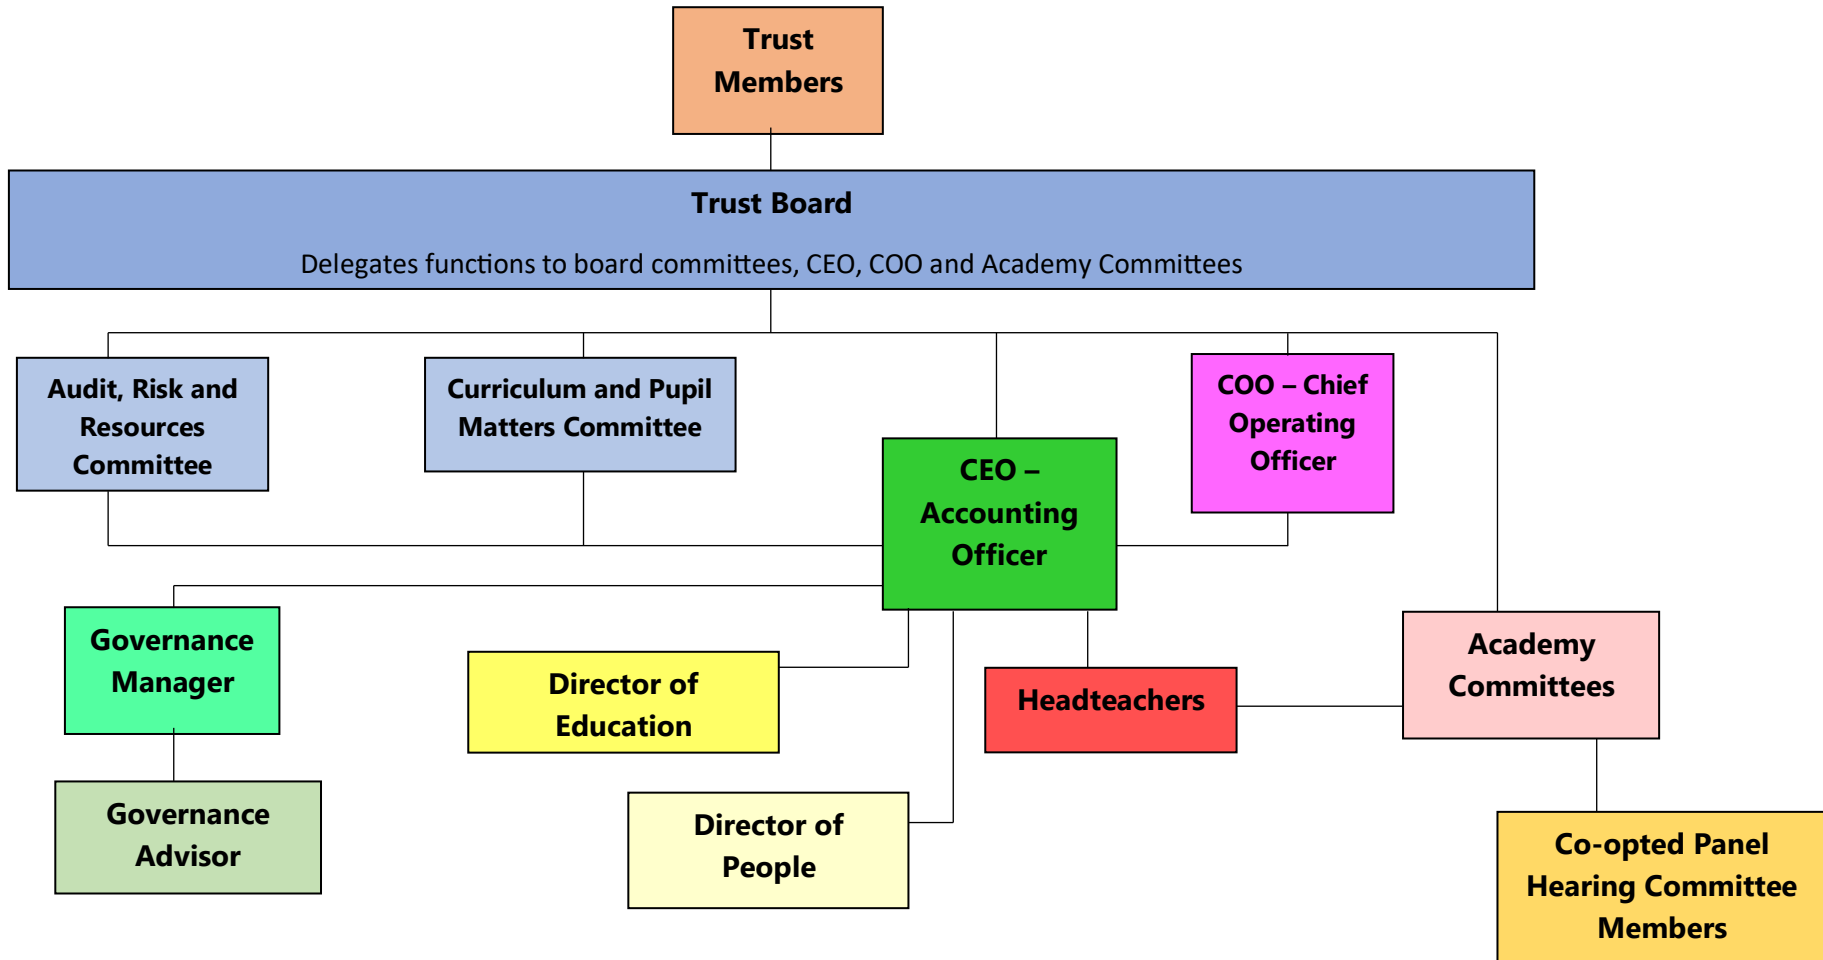 Trust
Members
Trust Board
Delegates functions to board committees, CEO, COO and Academy Committees
Audit, Risk and
Resources
Committee
Curriculum and Pupil
Matters Committee
CEO –
Accounting
Officer
COO – Chief
Operating
Officer
Governance
Manager
Director of
Education
Headteachers
Academy
Committees
Governance
Advisor
Director of
People
Co-opted Panel
Hearing Committee
Members